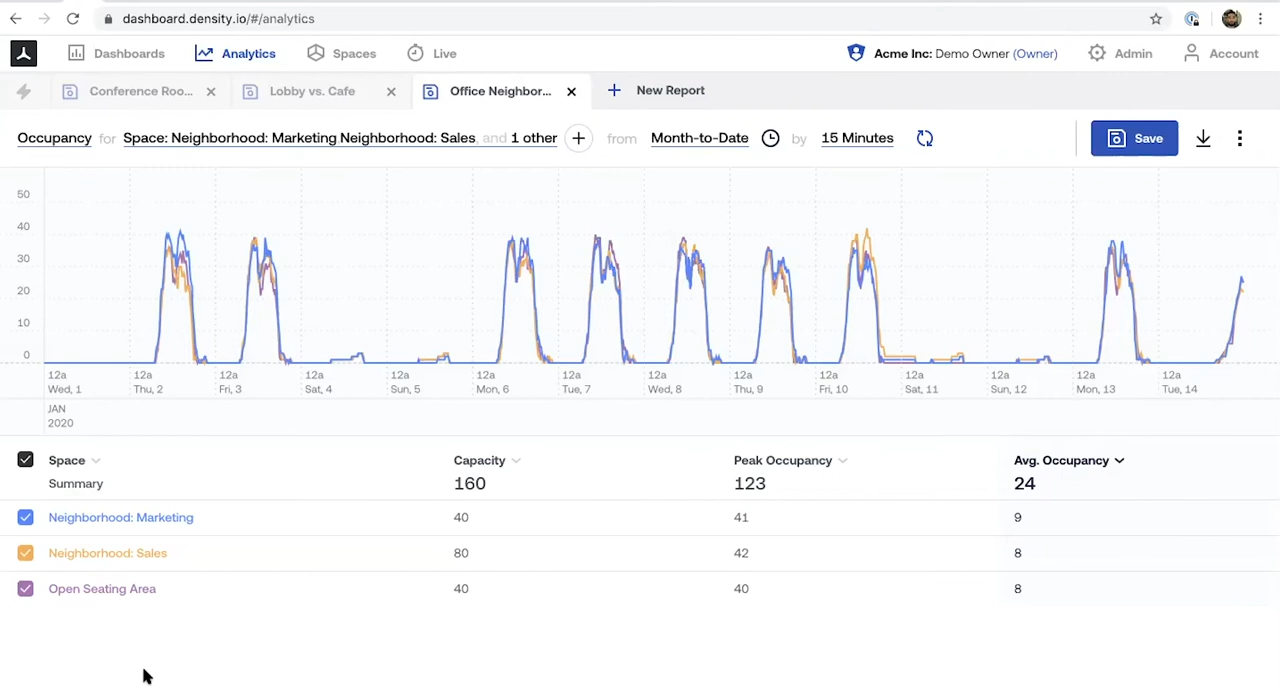 dashboard.density.io/#/analytics
Dashboards Analytics Spaces Live Acme Inc: Demo Owner (Owner) Admin Account
Conference Roo... Lobby vs. Cafe Office Neighbor... New Report
Occupancy for Space: Neighborhood: Marketing Neighborhood: Sales, and 1 other from Month-to-Date by 15 Minutes Save
50
40
30
20
10
0
12a 12a 12a 12a 12a 12a 12a 12a 12a 12a 12a 12a 12a 12a
Wed, 1 Thu, 2 Fri, 3 Sat, 4 Sun, 5 Mon, 6 Tue, 7 Wed, 8 Thu, 9 Fri, 10 Sat, 11 Sun, 12 Mon, 13 Tue, 14
JAN
2020
Space Capacity Peak Occupancy Avg. Occupancy
Summary 160 123 24
Neighborhood: Marketing 40 41 9
Neighborhood: Sales 80 42 8
Open Seating Area 40 40 8